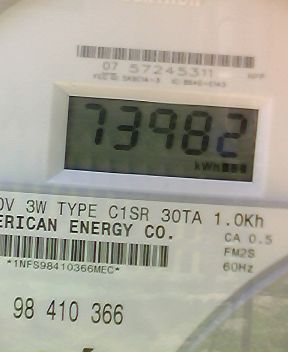 07 57245311
73982
kWh
0V 3W TYPE C1SR 30TA 1.0Kh
ERICAN ENERGY CO.
CA 0.5
FM2S
*1NFS98410366MEC*
60Hz
98 410 366